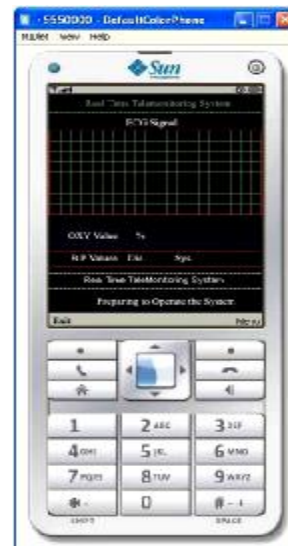 +5550000 - DefaultColorPhone
MIDlet View Help
Sun
Real Time Telemonitoring System
ECG Signal
OXY Value %
B.P Values Dia Sys
Real Time TeleMonitoring System
Preparing to Operate the System
Exit Menu
1 2 ABC 3 DEF
4 GHI 5 JKL 6 MNO
7 PQRS 8 TUV 9 WXYZ
* 0 #
SHIFT SPACE